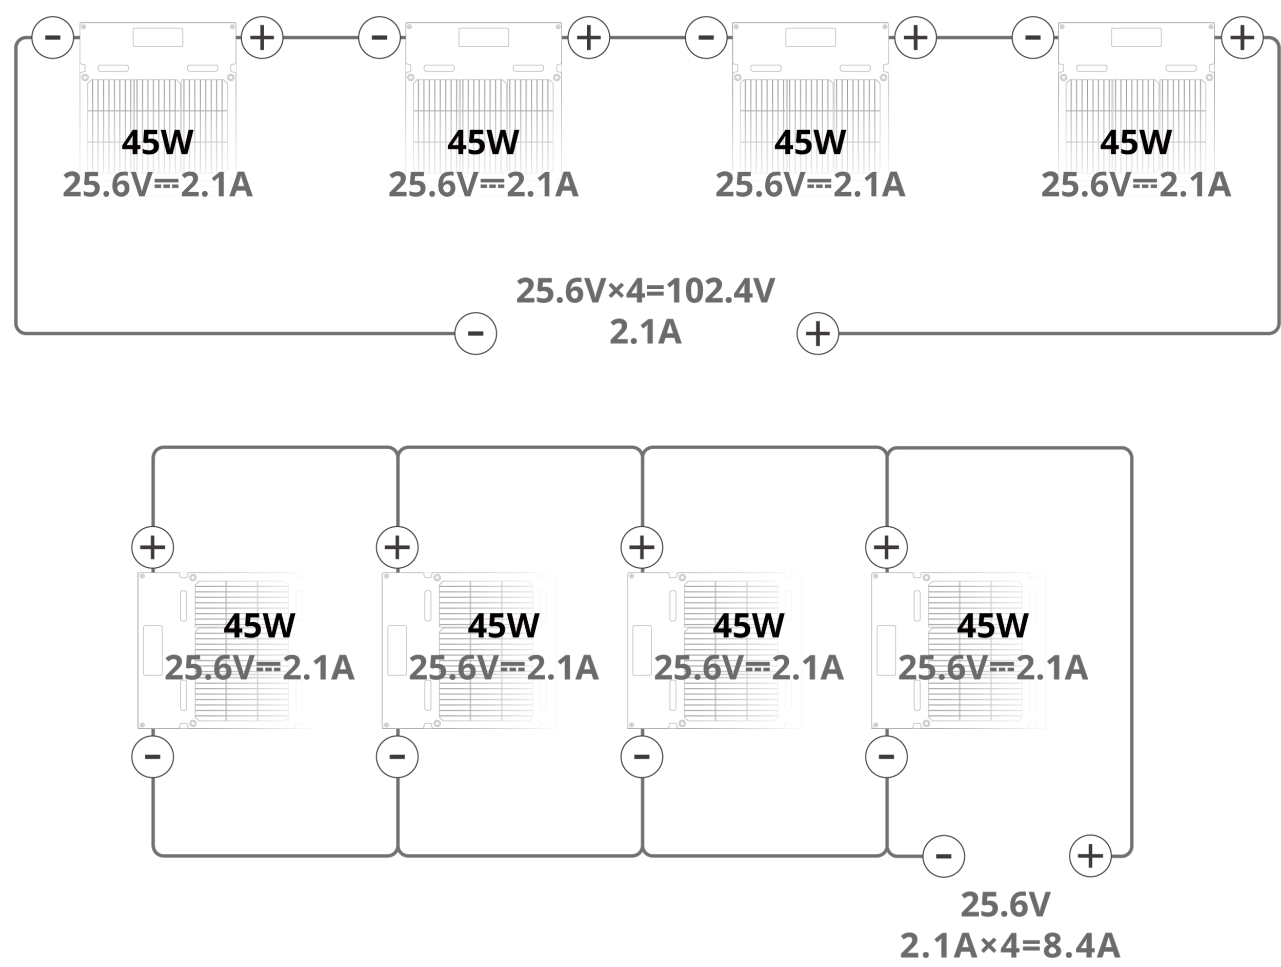 - + - + - + - +
45W 45W 45W 45W
25.6V⎓2.1A 25.6V⎓2.1A 25.6V⎓2.1A 25.6V⎓2.1A
25.6V×4=102.4V
- 2.1A +
+ + + +
45W 45W 45W 45W
25.6V⎓2.1A 25.6V⎓2.1A 25.6V⎓2.1A 25.6V⎓2.1A
- - - -
- +
25.6V
2.1A×4=8.4A